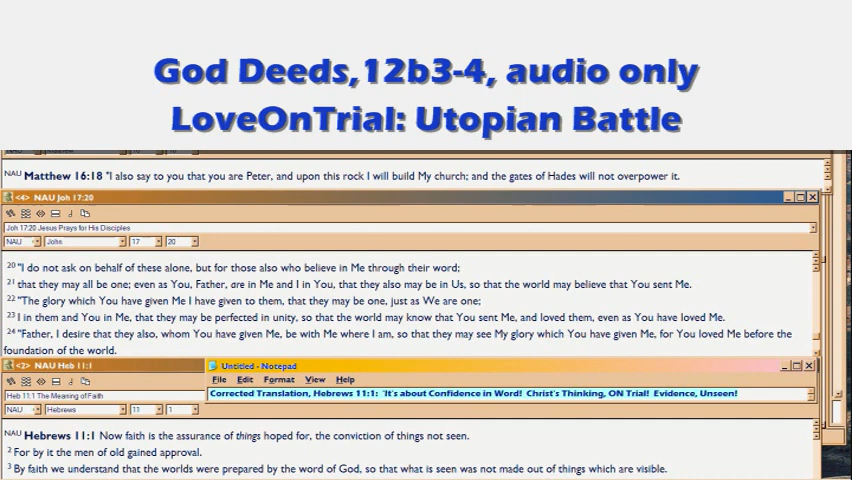 God Deeds,12b3-4, audio only
LoveOnTrial: Utopian Battle
NAU Matthew 16:18 "I also say to you that you are Peter, and upon this rock I will build My church; and the gates of Hades will not overpower it.
<4> NAU Joh 17:20
Joh 17:20 Jesus Prays for His Disciples
NAU John 17 20
20 "I do not ask on behalf of these alone, but for those also who believe in Me through their word;
21 that they may all be one; even as You, Father, are in Me and I in You, that they also may be in Us, so that the world may believe that You sent Me.
22 "The glory which You have given Me I have given to them, that they may be one, just as We are one;
23 I in them and You in Me, that they may be perfected in unity, so that the world may know that You sent Me, and loved them, even as You have loved Me.
24 "Father, I desire that they also, whom You have given Me, be with Me where I am, so that they may see My glory which You have given Me, for You loved Me before the
foundation of the world.
<2> NAU Heb 11:1
Untitled - Notepad
File Edit Format View Help
Heb 11:1 The Meaning of Faith
Corrected Translation, Hebrews 11:1: 'It's about Confidence in Word! Christ's Thinking, ON Trial! Evidence, Unseen!
NAU Hebrews 11 1
NAU Hebrews 11:1 Now faith is the assurance of things hoped for, the conviction of things not seen.
2 For by it the men of old gained approval.
3 By faith we understand that the worlds were prepared by the word of God, so that what is seen was not made out of things which are visible.